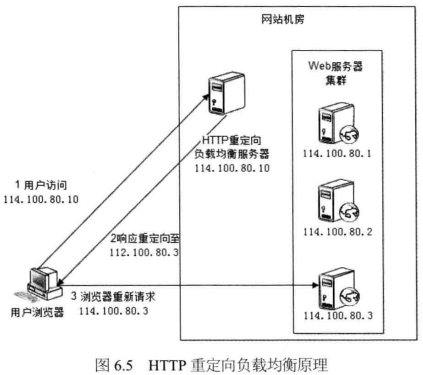 网站机房
Web服务器
集群
HTTP重定向
负载均衡服务器
114.100.80.10
114.100.80.1
1 用户访问
114.100.80.10
114.100.80.2
2响应重定向至
112.100.80.3
3 浏览器重新请求
114.100.80.3
用户浏览器
114.100.80.3
图 6.5 HTTP 重定向负载均衡原理